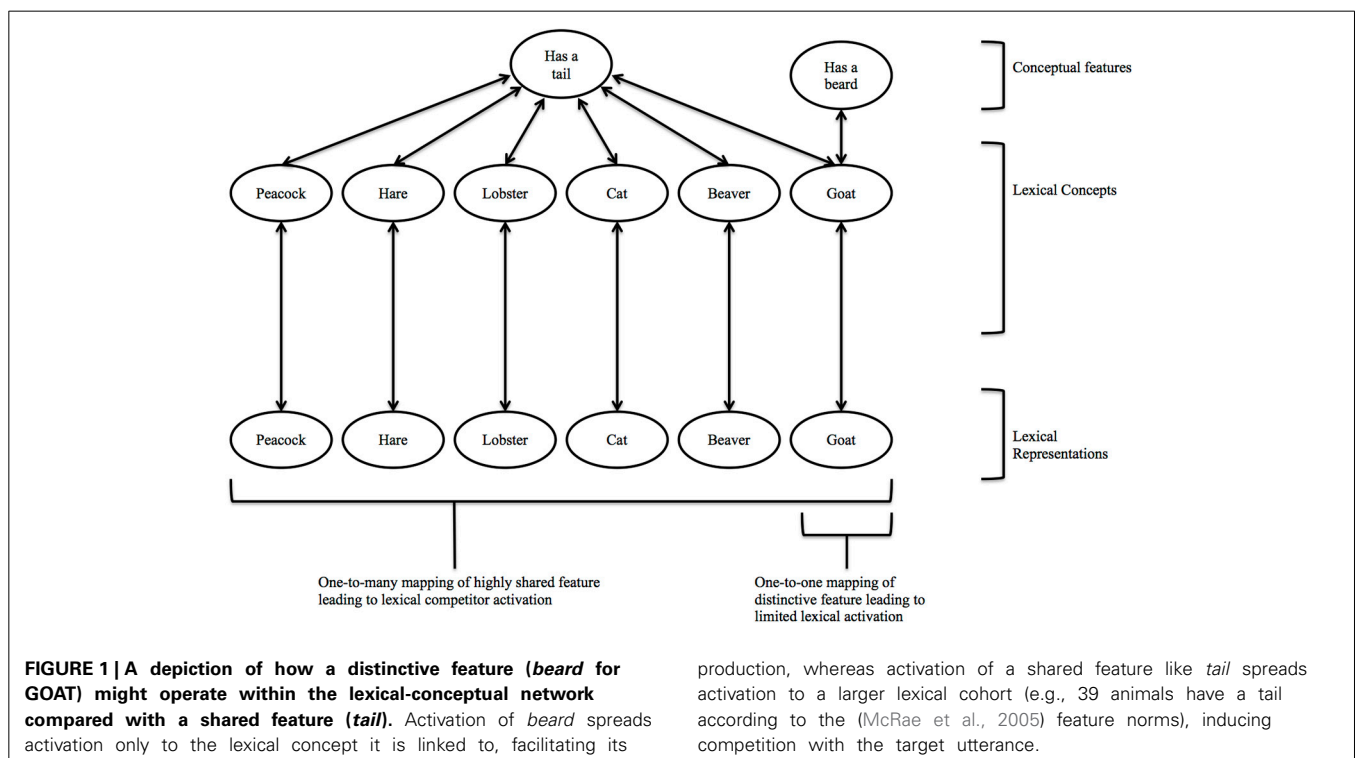 Has a
tail
Has a
beard
Conceptual features
Peacock
Hare
Lobster
Cat
Beaver
Goat
Lexical Concepts
Peacock
Hare
Lobster
Cat
Beaver
Goat
Lexical
Representations
One-to-many mapping of highly shared feature
leading to lexical competitor activation
One-to-one mapping of
distinctive feature leading to
limited lexical activation
FIGURE 1 | A depiction of how a distinctive feature (beard for
GOAT) might operate within the lexical-conceptual network
compared with a shared feature (tail). Activation of beard spreads
activation only to the lexical concept it is linked to, facilitating its
production, whereas activation of a shared feature like tail spreads
activation to a larger lexical cohort (e.g., 39 animals have a tail
according to the (McRae et al., 2005) feature norms), inducing
competition with the target utterance.